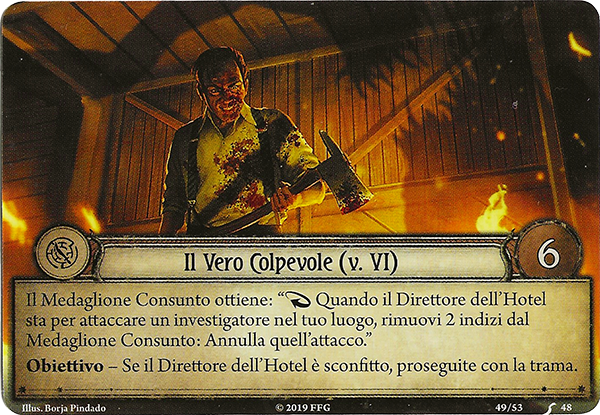 Il Vero Colpevole (v. VI)
6
Il Medaglione Consunto ottiene: “ Quando il Direttore dell’Hotel
sta per attaccare un investigatore nel tuo luogo, rimuovi 2 indizi dal
Medaglione Consunto: Annulla quell’attacco.”
Obiettivo – Se il Direttore dell’Hotel è sconfitto, proseguite con la trama.
Illus. Borja Pindado
© 2019 FFG
49/53
48